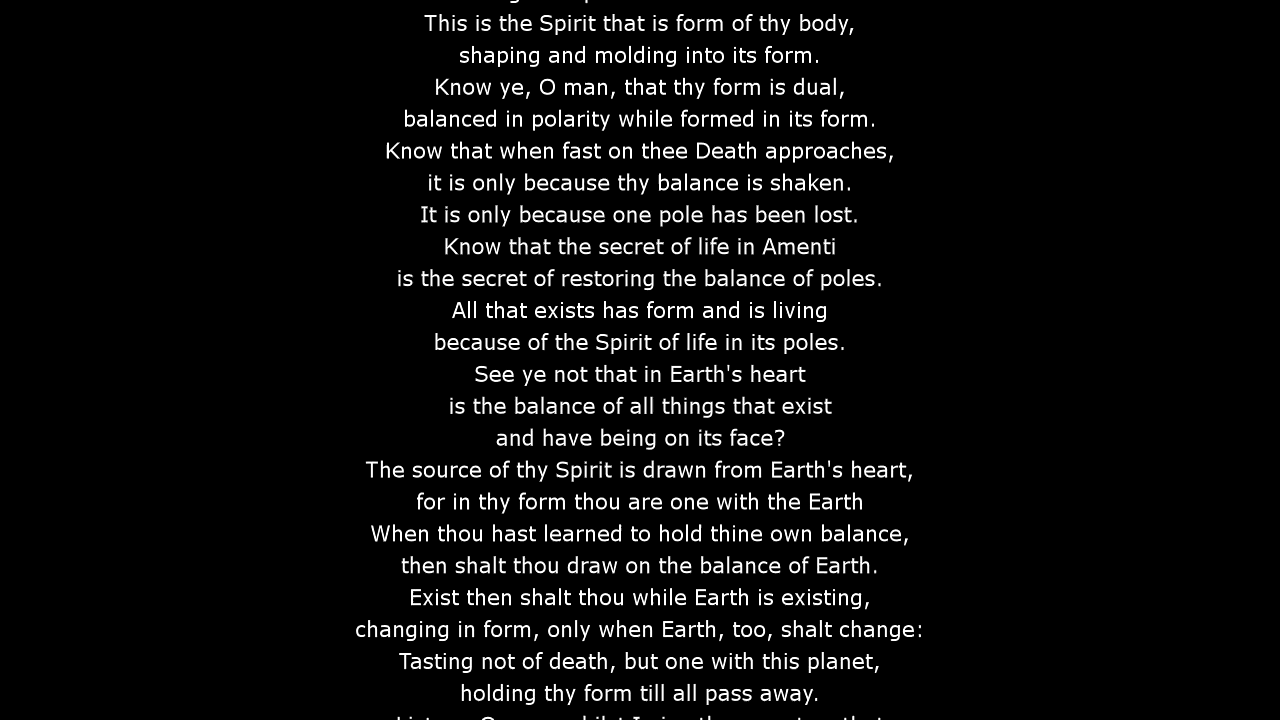 This is the Spirit that is form of thy body,
shaping and molding into its form.
Know ye, O man, that thy form is dual,
balanced in polarity while formed in its form.
Know that when fast on thee Death approaches,
it is only because thy balance is shaken.
It is only because one pole has been lost.
Know that the secret of life in Amenti
is the secret of restoring the balance of poles.
All that exists has form and is living
because of the Spirit of life in its poles.
See ye not that in Earth's heart
is the balance of all things that exist
and have being on its face?
The source of thy Spirit is drawn from Earth's heart,
for in thy form thou are one with the Earth
When thou hast learned to hold thine own balance,
then shalt thou draw on the balance of Earth.
Exist then shalt thou while Earth is existing,
changing in form, only when Earth, too, shalt change:
Tasting not of death, but one with this planet,
holding thy form till all pass away.